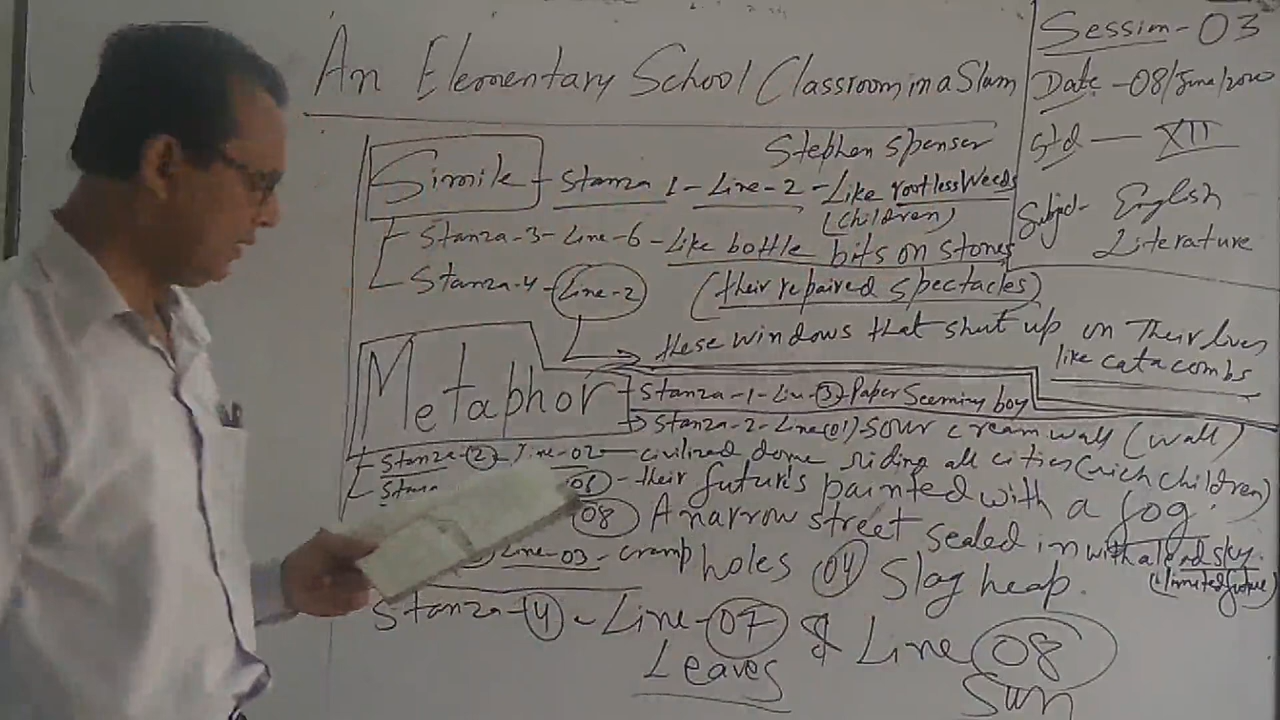 An Elementary School Classroom in a Slum
Session-03
Date -08/June/2020
Std — XII
Subject- English
Literature
Stephen Spenser
Simile - Stanza 1-Line-2-Like rootless weeds
(Children)
Stanza-3-Line-6-Like bottle bits on stones
(their repaired spectacles)
Stanza-4-Line-2
these windows that shut up on Their lives
like catacombs
Metaphor
Stanza-1-Line-3-Paper Seeming boy
Stanza-2-Line(01)-Sour cream wall (wall)
Stanza-(2) Line-02-civilized dome riding all cities (rich children)
Stanza 06 - their future's painted with a fog.
08 A narrow street sealed in with a lead sky.
(limited future)
Line-03-cramp holes 04 Slag heap.
Stanza-4-Line-07 & Line 08
Leaves
Sun